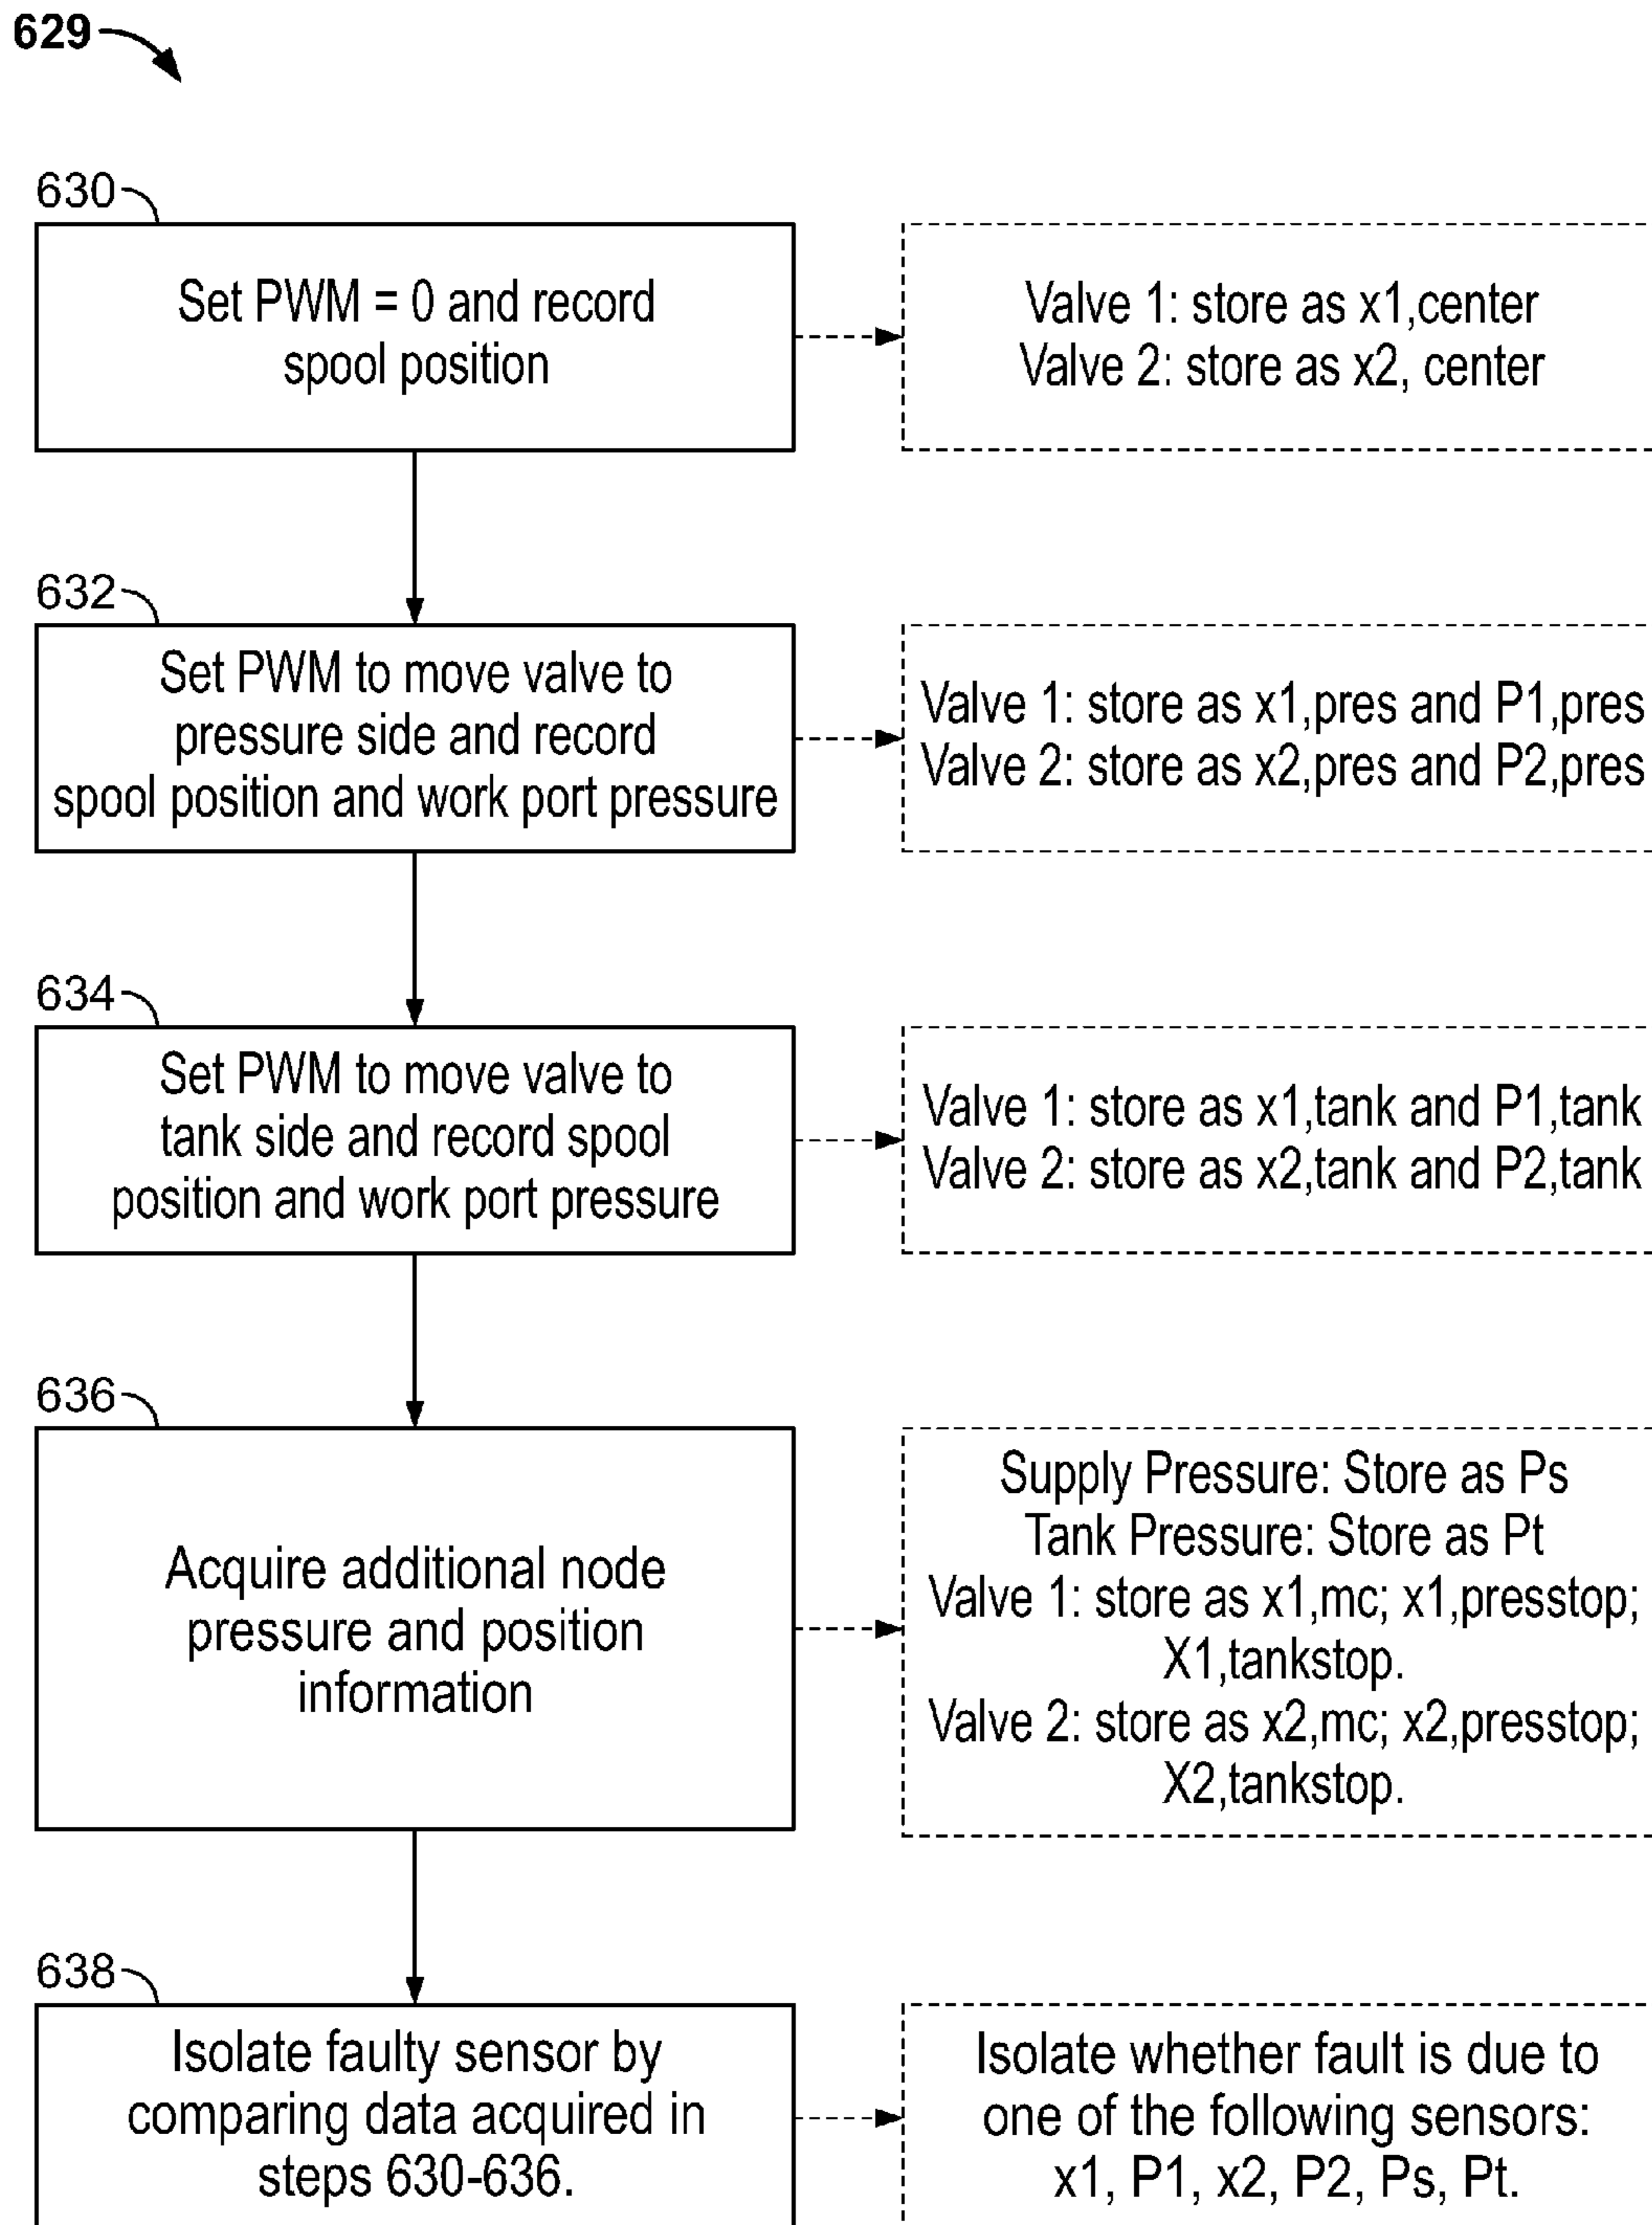 629
630
Set PWM = 0 and record
spool position
Valve 1: store as x1,center
Valve 2: store as x2, center
632
Set PWM to move valve to
pressure side and record
spool position and work port pressure
Valve 1: store as x1,pres and P1,pres
Valve 2: store as x2,pres and P2,pres
634
Set PWM to move valve to
tank side and record spool
position and work port pressure
Valve 1: store as x1,tank and P1,tank
Valve 2: store as x2,tank and P2,tank
636
Acquire additional node
pressure and position
information
Supply Pressure: Store as Ps
Tank Pressure: Store as Pt
Valve 1: store as x1,mc; x1,presstop;
X1,tankstop.
Valve 2: store as x2,mc; x2,presstop;
X2,tankstop.
638
Isolate faulty sensor by
comparing data acquired in
steps 630-636.
Isolate whether fault is due to
one of the following sensors:
x1, P1, x2, P2, Ps, Pt.